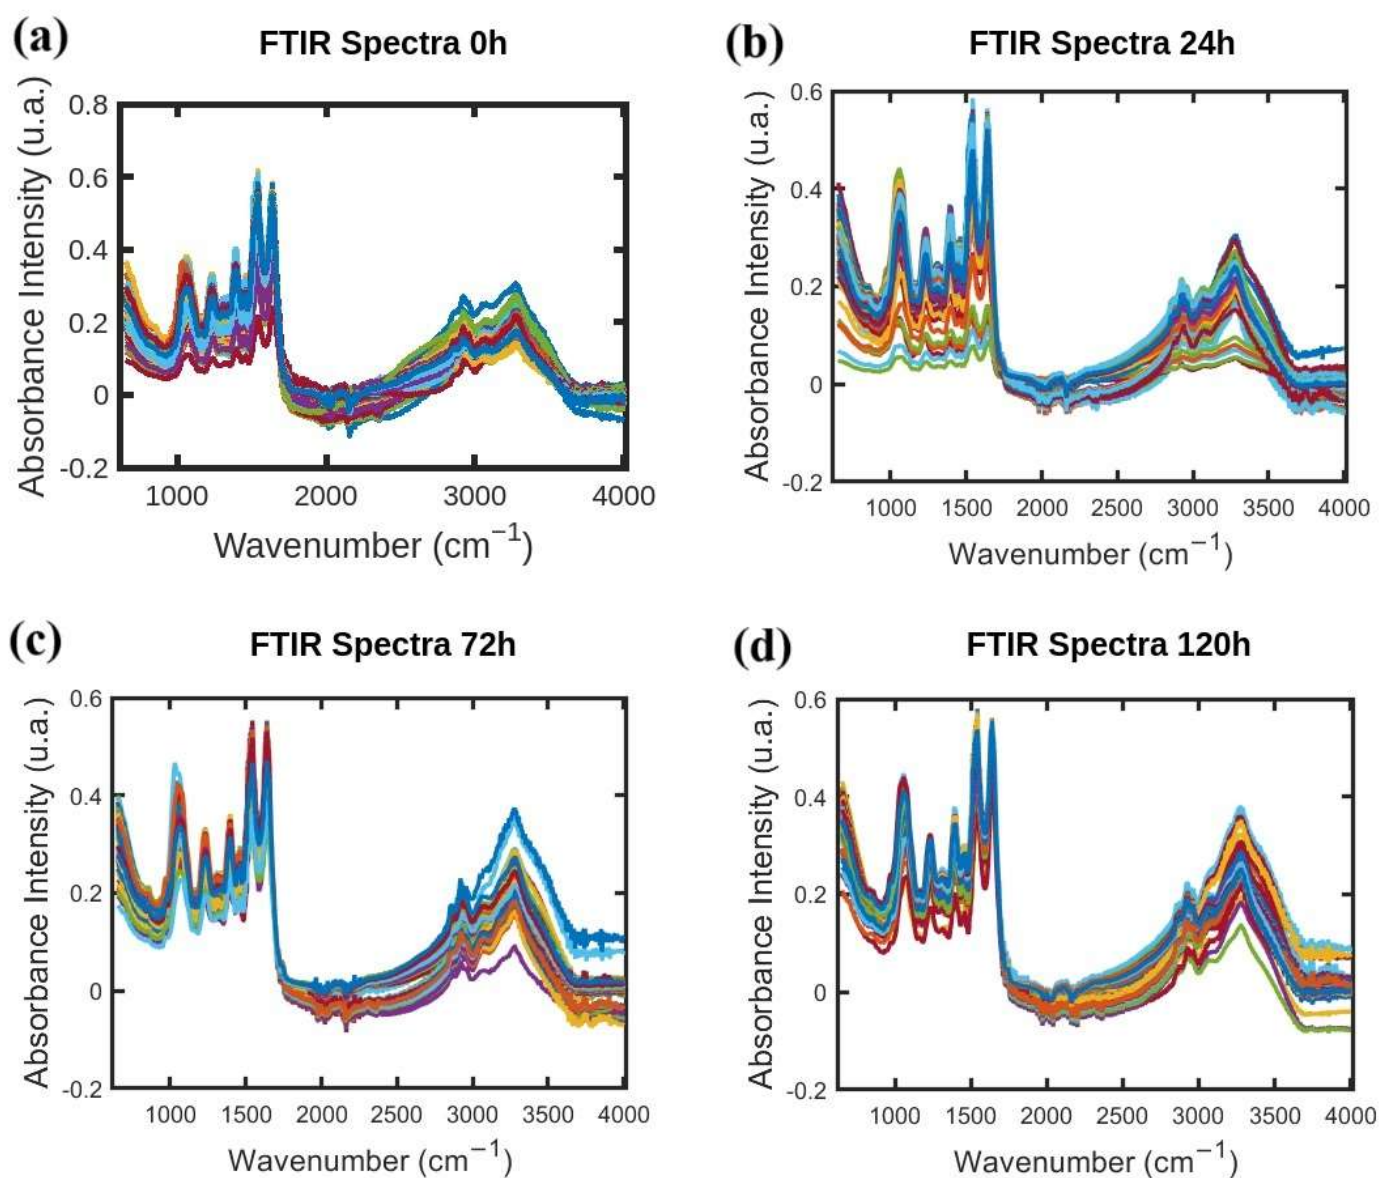 (a)
FTIR Spectra 0h
Absorbance Intensity (u.a.)
0.8
0.6
0.4
0.2
0
-0.2
1000 2000 3000 4000
Wavenumber (cm⁻¹)
(b)
FTIR Spectra 24h
Absorbance Intensity (u.a.)
0.6
0.4
0.2
0
-0.2
1000 1500 2000 2500 3000 3500 4000
Wavenumber (cm⁻¹)
(c)
FTIR Spectra 72h
Absorbance Intensity (u.a.)
0.6
0.4
0.2
0
-0.2
1000 1500 2000 2500 3000 3500 4000
Wavenumber (cm⁻¹)
(d)
FTIR Spectra 120h
Absorbance Intensity (u.a.)
0.6
0.4
0.2
0
-0.2
1000 1500 2000 2500 3000 3500 4000
Wavenumber (cm⁻¹)